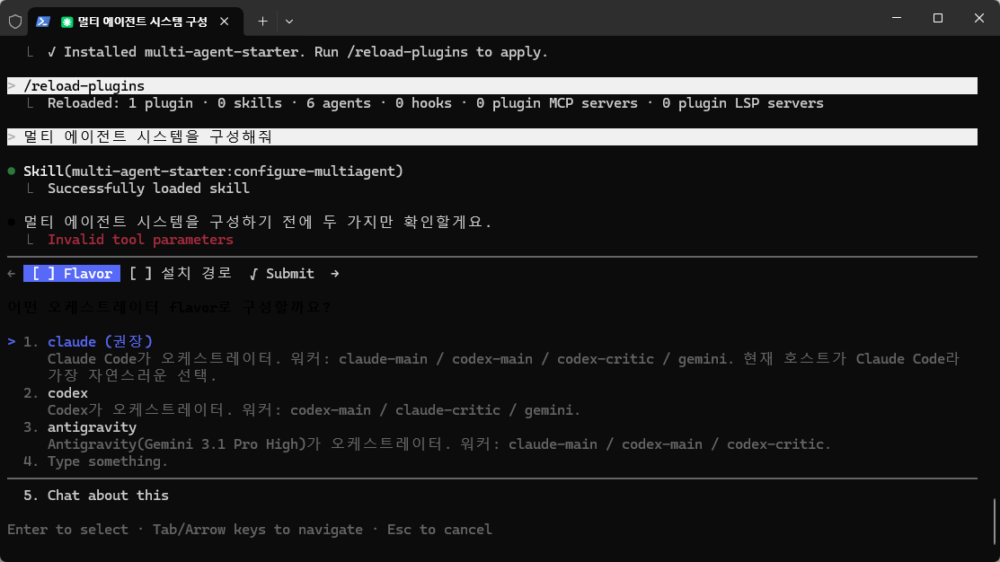 멀티 에이전트 시스템 구성
└ √ Installed multi-agent-starter. Run /reload-plugins to apply.
> /reload-plugins
└ Reloaded: 1 plugin · 0 skills · 6 agents · 0 hooks · 0 plugin MCP servers · 0 plugin LSP servers
> 멀티 에이전트 시스템을 구성해줘
● Skill(multi-agent-starter:configure-multiagent)
└ Successfully loaded skill
● 멀티 에이전트 시스템을 구성하기 전에 두 가지만 확인할게요.
└ Invalid tool parameters
← [ ] Flavor [ ] 설치 경로 √ Submit →
어떤 오케스트레이터 flavor로 구성할까요?
> 1. claude (권장)
Claude Code가 오케스트레이터. 워커: claude-main / codex-main / codex-critic / gemini. 현재 호스트가 Claude Code라
가장 자연스러운 선택.
2. codex
Codex가 오케스트레이터. 워커: codex-main / claude-critic / gemini.
3. antigravity
Antigravity(Gemini 3.1 Pro High)가 오케스트레이터. 워커: claude-main / codex-main / codex-critic.
4. Type something.
5. Chat about this
Enter to select · Tab/Arrow keys to navigate · Esc to cancel